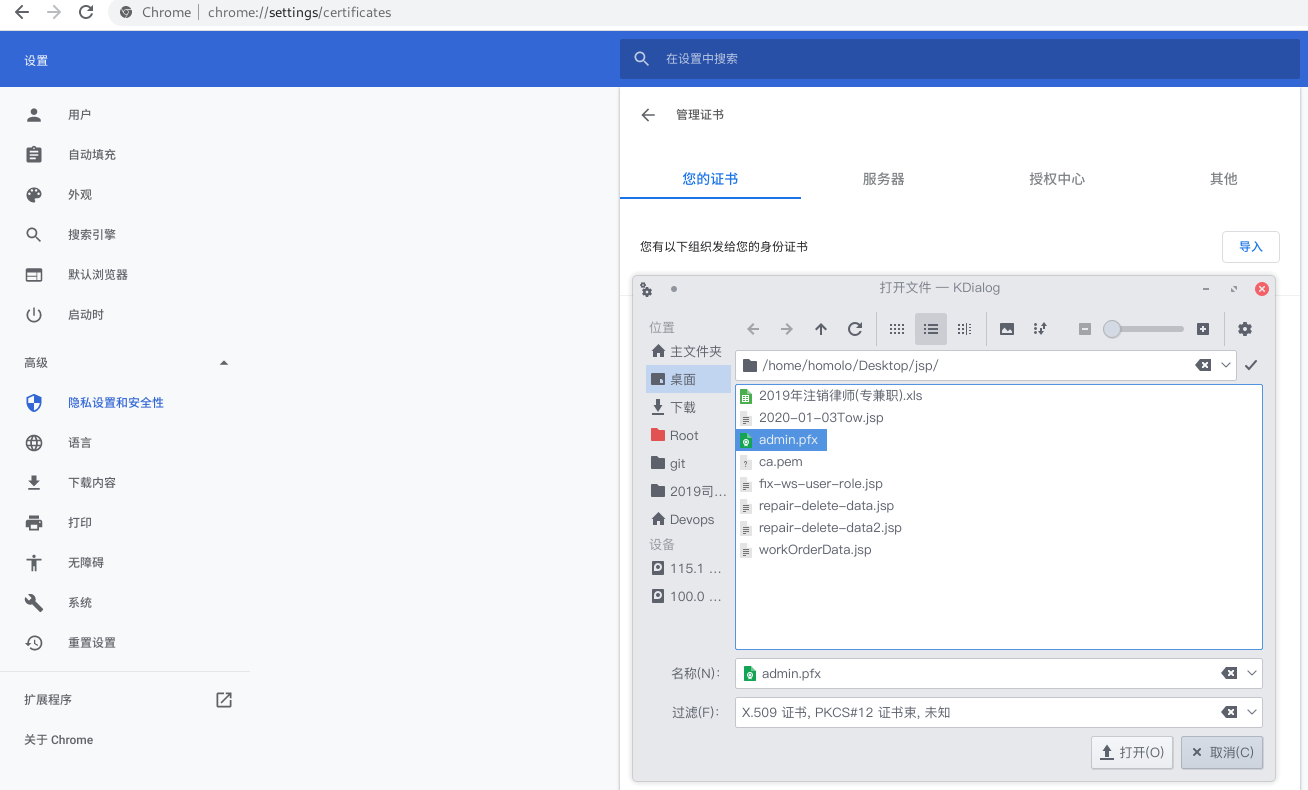 Chrome chrome://settings/certificates
设置
在设置中搜索
用户
自动填充
外观
搜索引擎
默认浏览器
启动时
高级
隐私设置和安全性
语言
下载内容
打印
无障碍
系统
重置设置
扩展程序
关于 Chrome
管理证书
您的证书 服务器 授权中心 其他
您有以下组织发给您的身份证书 导入
打开文件 — KDialog
位置
主文件夹
桌面
下载
Root
git
2019司...
Devops
设备
115.1 ...
100.0 ...
/home/homolo/Desktop/jsp/
2019年注销律师(专兼职).xls
2020-01-03Tow.jsp
admin.pfx
ca.pem
fix-ws-user-role.jsp
repair-delete-data.jsp
repair-delete-data2.jsp
workOrderData.jsp
名称(N): admin.pfx
过滤(F): X.509 证书, PKCS#12 证书束, 未知
打开(O) 取消(C)